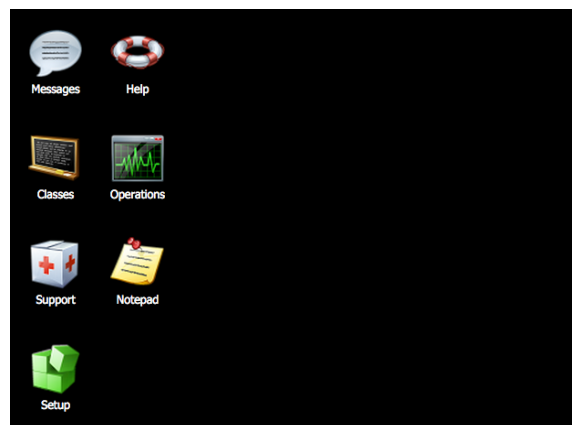 Messages
Help
Classes
Operations
Support
Notepad
Setup